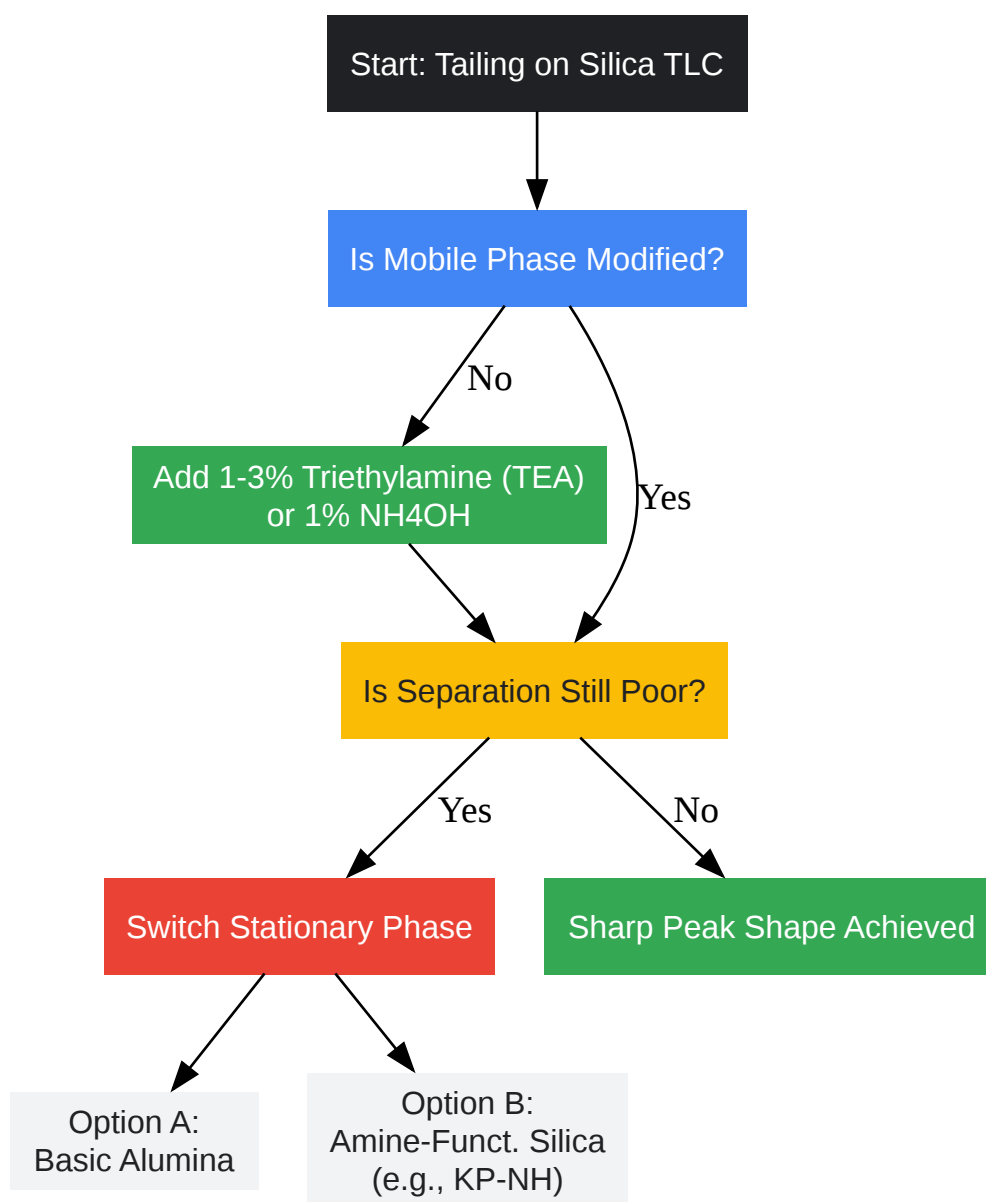 Start: Tailing on Silica TLC
Is Mobile Phase Modified?
No
Add 1-3% Triethylamine (TEA)
or 1% NH4OH
Yes
Is Separation Still Poor?
Yes
No
Switch Stationary Phase
Sharp Peak Shape Achieved
Option A:
Basic Alumina
Option B:
Amine-Funct. Silica
(e.g., KP-NH)